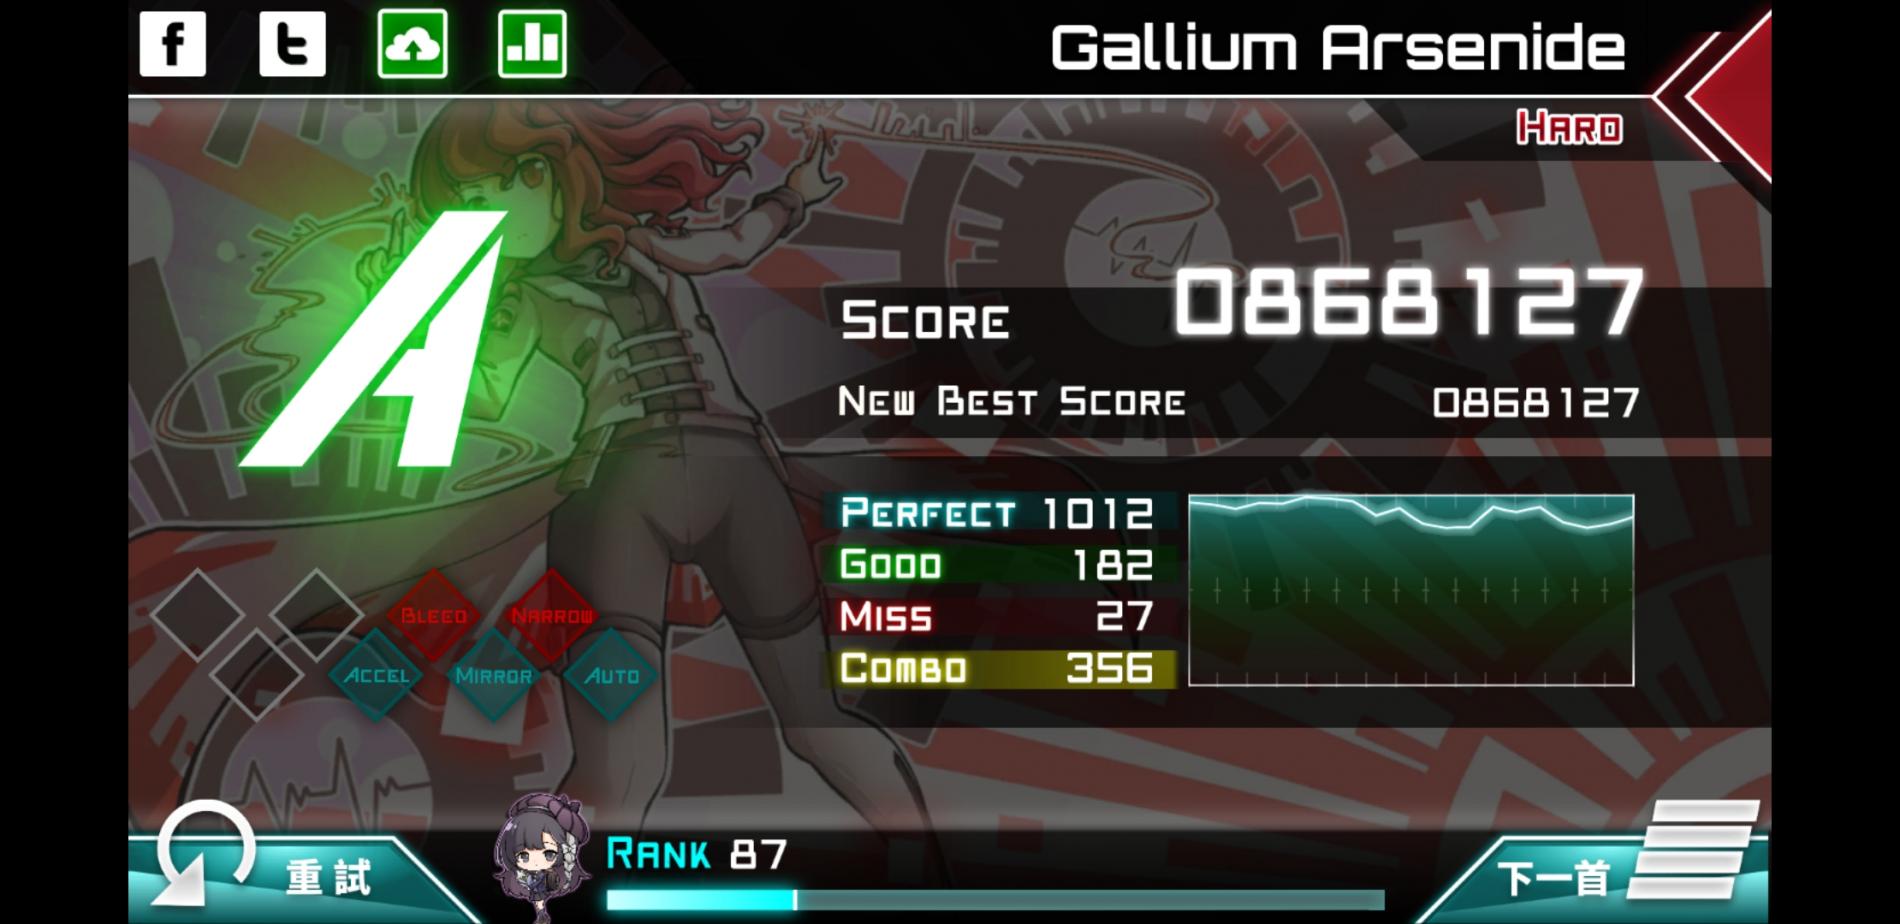 Gallium Arsenide
HARD
A
SCORE 0868127
NEW BEST SCORE 0868127
PERFECT 1012
GOOD 182
MISS 27
COMBO 356
BLEED NARROW
ACCEL MIRROR AUTO
RANK 87
重試
下一首